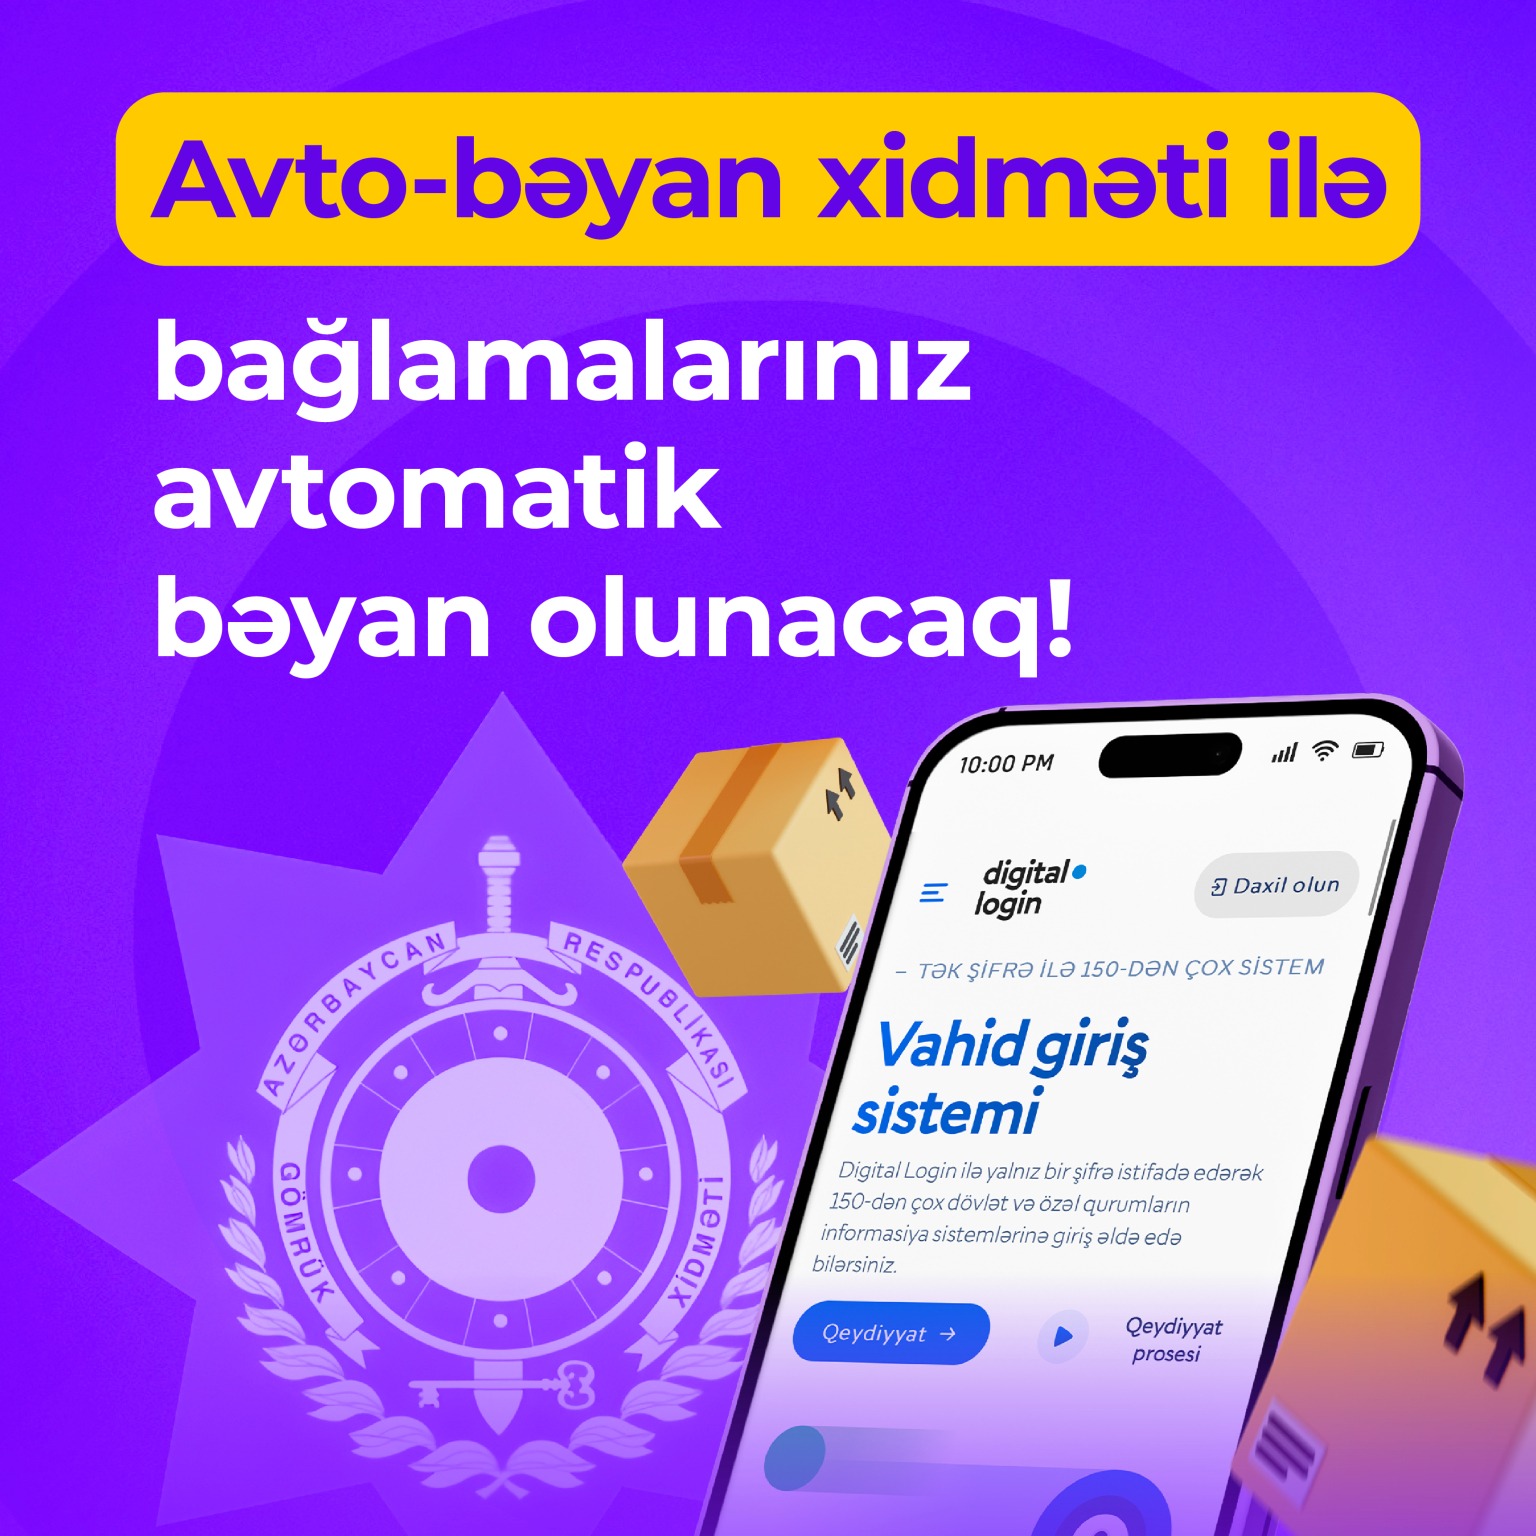 Avto-bəyan xidməti ilə
bağlamalarınız
avtomatik
bəyan olunacaq!
AZƏRBAYCAN RESPUBLİKASI
GÖMRÜK XİDMƏTİ
10:00 PM
digital
login
Daxil olun
– TƏK ŞİFRƏ İLƏ 150-DƏN ÇOX SİSTEM
Vahid giriş
sistemi
Digital Login ilə yalnız bir şifrə istifadə edərək
150-dən çox dövlət və özəl qurumların
informasiya sistemlərinə giriş əldə edə
bilərsiniz.
Qeydiyyat →
Qeydiyyat
prosesi